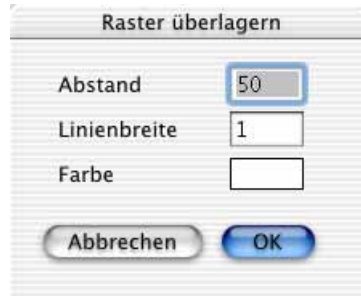 Raster überlagern
Abstand 50
Linienbreite 1
Farbe
Abbrechen OK